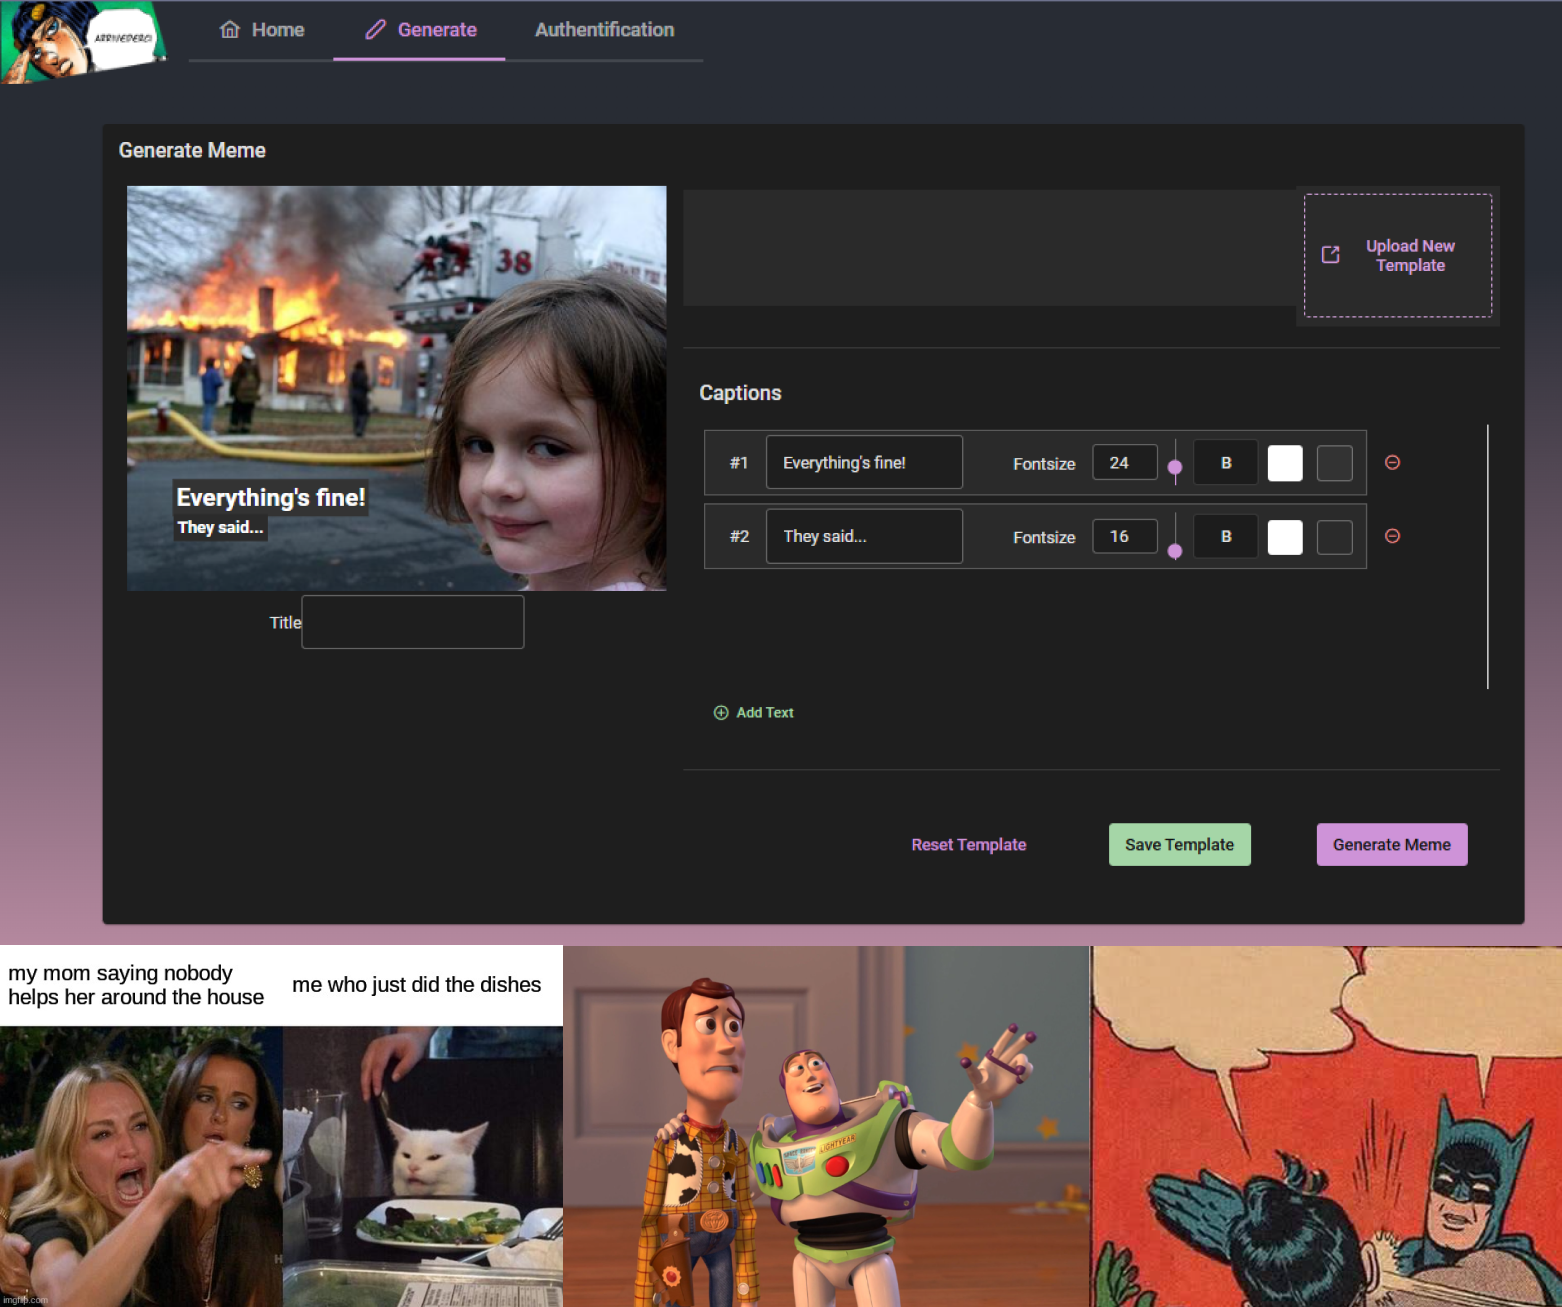 ARRIVEDERCI
Home
Generate
Authentification
Generate Meme
38
Everything's fine!
They said...
Title
Upload New
Template
Captions
#1 Everything's fine! Fontsize 24 B
#2 They said... Fontsize 16 B
Add Text
Reset Template
Save Template
Generate Meme
my mom saying nobody
helps her around the house
me who just did the dishes
LIGHTYEAR
imgflip.com